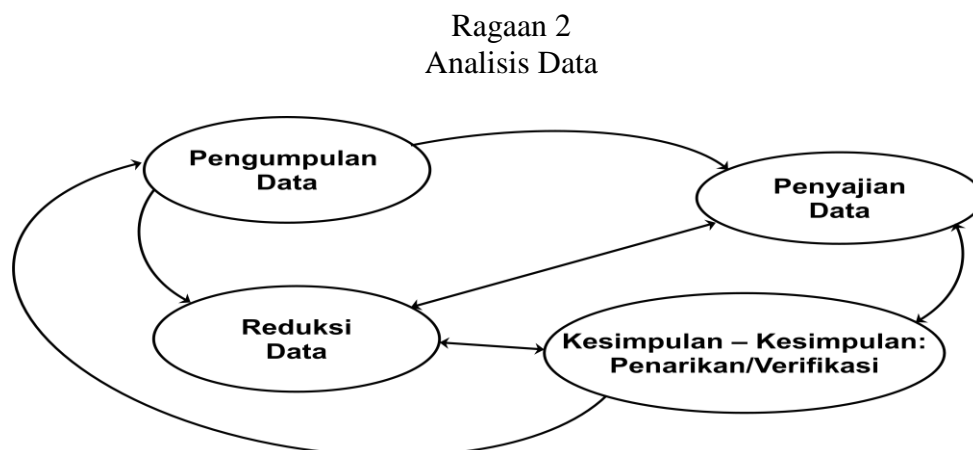 Ragaan 2
Analisis Data
Pengumpulan
Data
Penyajian
Data
Reduksi
Data
Kesimpulan – Kesimpulan:
Penarikan/Verifikasi